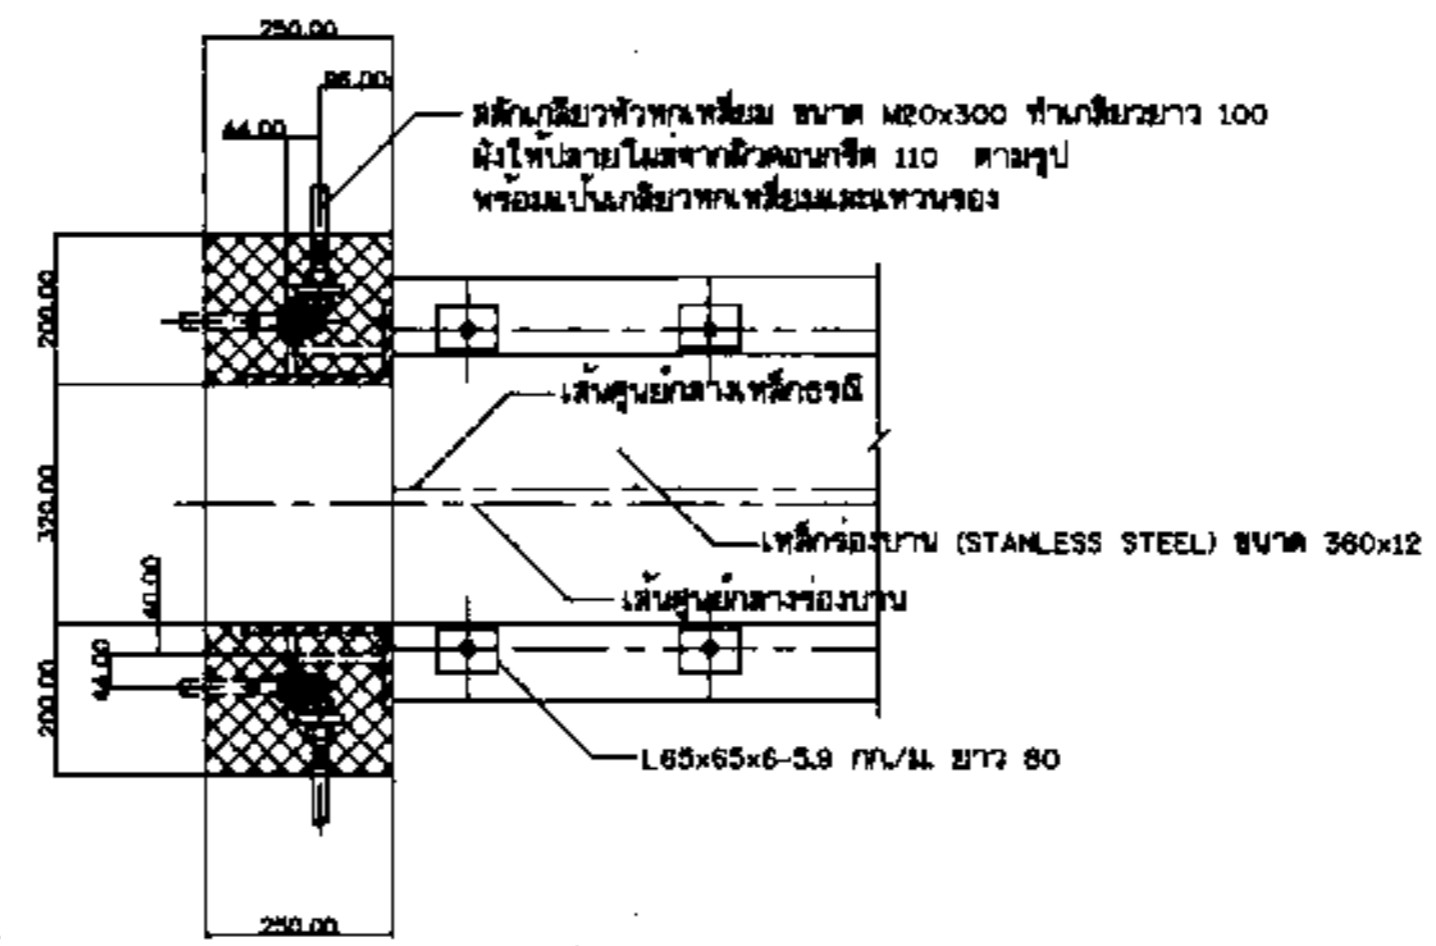 250.00
95.00
44.00
สลักเกลียวหัวหกเหลี่ยม ขนาด M20x300 ทำเกลียวยาว 100
ฝังให้ปลายโผล่จากผิวคอนกรีต 110 ตามรูป
พร้อมแป้นเกลียวหกเหลี่ยมและแหวนรอง
200.00
เส้นศูนย์กลางเหล็กธรณี
320.00
เหล็กร่องบาน (STANLESS STEEL) ขนาด 360x12
40.00
เส้นศูนย์กลางร่องบาน
44.00
200.00
L65x65x6-5.9 กก./ม. ยาว 80
250.00